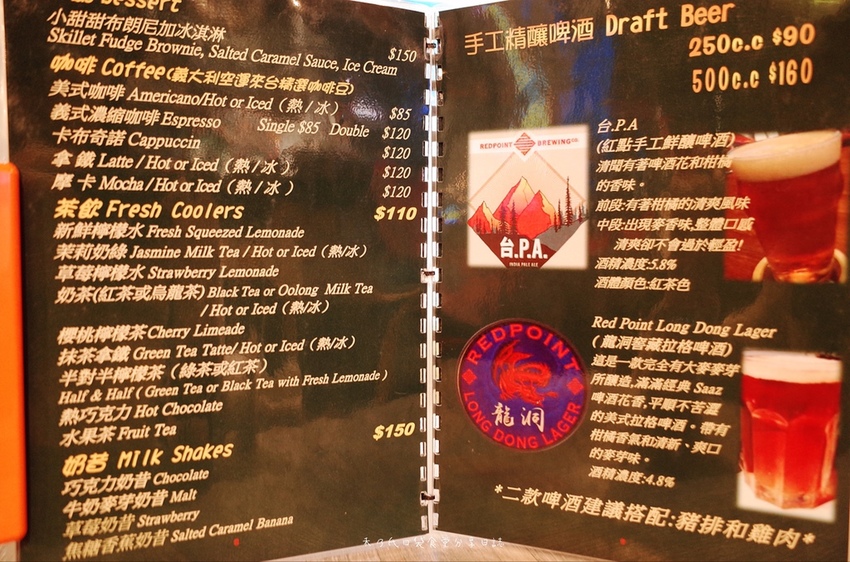 Dessert
小甜甜布朗尼加冰淇淋
Skillet Fudge Brownie, Salted Caramel Sauce, Ice Cream $150
咖啡 Coffee(義大利空運來台精選咖啡豆)
美式咖啡 Americano/Hot or Iced (熱/冰) $85
義式濃縮咖啡 Espresso Single $85 Double $120
卡布奇諾 Cappuccin $120
拿鐵 Latte / Hot or Iced (熱/冰) $120
摩卡 Mocha / Hot or Iced (熱/冰) $120
茶飲 Fresh Coolers $110
新鮮檸檬水 Fresh Squeezed Lemonade
茉莉奶綠 Jasmine Milk Tea / Hot or Iced (熱/冰)
草莓檸檬水 Strawberry Lemonade
奶茶(紅茶或烏龍茶) Black Tea or Oolong Milk Tea
/ Hot or Iced (熱/冰)
櫻桃檸檬茶 Cherry Limeade
抹茶拿鐵 Green Tea Tatte/ Hot or Iced (熱/冰)
半對半檸檬茶 (綠茶或紅茶)
Half & Half ( Green Tea or Black Tea with Fresh Lemonade )
熱巧克力 Hot Chocolate
水果茶 Fruit Tea
奶昔 Milk Shakes $150
巧克力奶昔 Chocolate
牛奶麥芽奶昔 Malt
草莓奶昔 Strawberry
焦糖香蕉奶昔 Salted Caramel Banana
手工精釀啤酒 Draft Beer
250c.c $90
500c.c $160
REDPOINT BREWING CO
台.P.A.
INDIA PALE ALE
台.P.A
(紅點手工鮮釀啤酒)
清聞有著啤酒花和柑橘
的香味。
前段:有著柑橘的清爽風味
中段:出現麥香味,整體口感
清爽卻不會過於輕盈!
酒精濃度:5.8%
酒體顏色:紅茶色
REDPOINT
龍洞
LONG DONG LAGER
Red Point Long Dong Lager
(龍洞窖藏拉格啤酒)
這是一款完全有大麥麥芽
所釀造,滿滿經典 Saaz
啤酒花香,平順不苦澀
的美式拉格啤酒。帶有
柑橘香氣和清新、爽口
的麥芽味。
酒精濃度:4.8%
*二款啤酒建議搭配:豬排和雞肉*